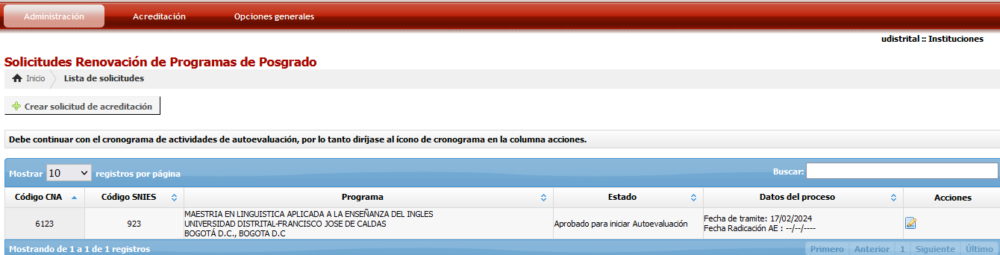 Administración Acreditación Opciones generales
udistrital :: Instituciones
Solicitudes Renovación de Programas de Posgrado
Inicio Lista de solicitudes
Crear solicitud de acreditación
Debe continuar con el cronograma de actividades de autoevaluación, por lo tanto diríjase al ícono de cronograma en la columna acciones.
Mostrar 10 registros por página Buscar:
Código CNA Código SNIES Programa Estado Datos del proceso Acciones
6123 923 MAESTRIA EN LINGUISTICA APLICADA A LA ENSEÑANZA DEL INGLES
UNIVERSIDAD DISTRITAL-FRANCISCO JOSE DE CALDAS
BOGOTÁ D.C., BOGOTA D.C
Aprobado para iniciar Autoevaluación
Fecha de tramite: 17/02/2024
Fecha Radicación AE : --/--/----
Mostrando de 1 a 1 de 1 registros Primero Anterior 1 Siguiente Último